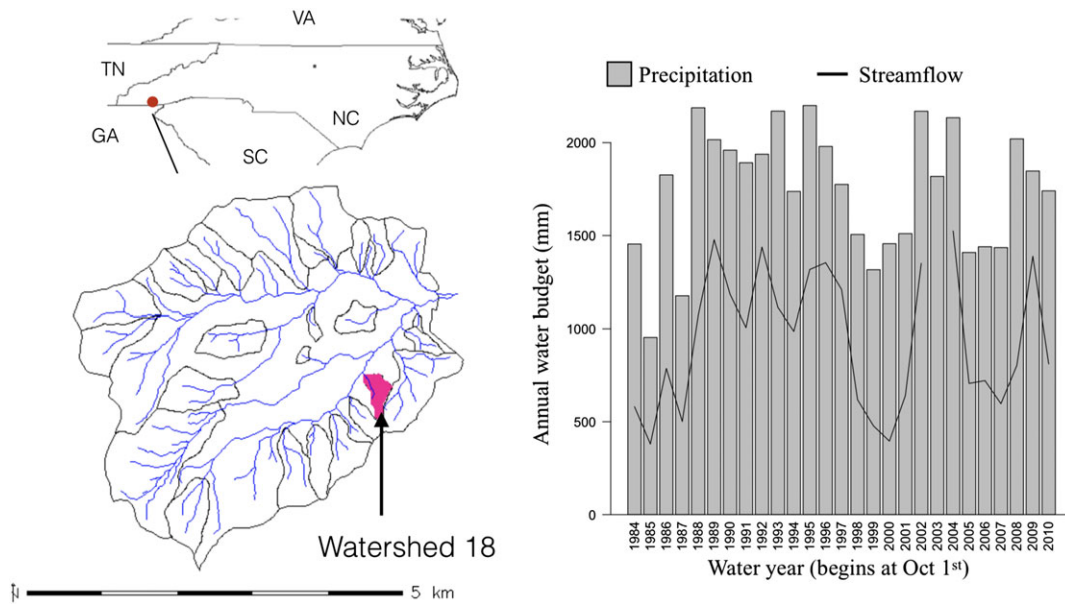 VA
TN
NC
GA
SC
Watershed 18
N
5 km
Precipitation
Streamflow
Annual water budget (mm)
2000
1500
1000
500
0
1984
1985
1986
1987
1988
1989
1990
1991
1992
1993
1994
1995
1996
1997
1998
1999
2000
2001
2002
2003
2004
2005
2006
2007
2008
2009
2010
Water year (begins at Oct 1st)